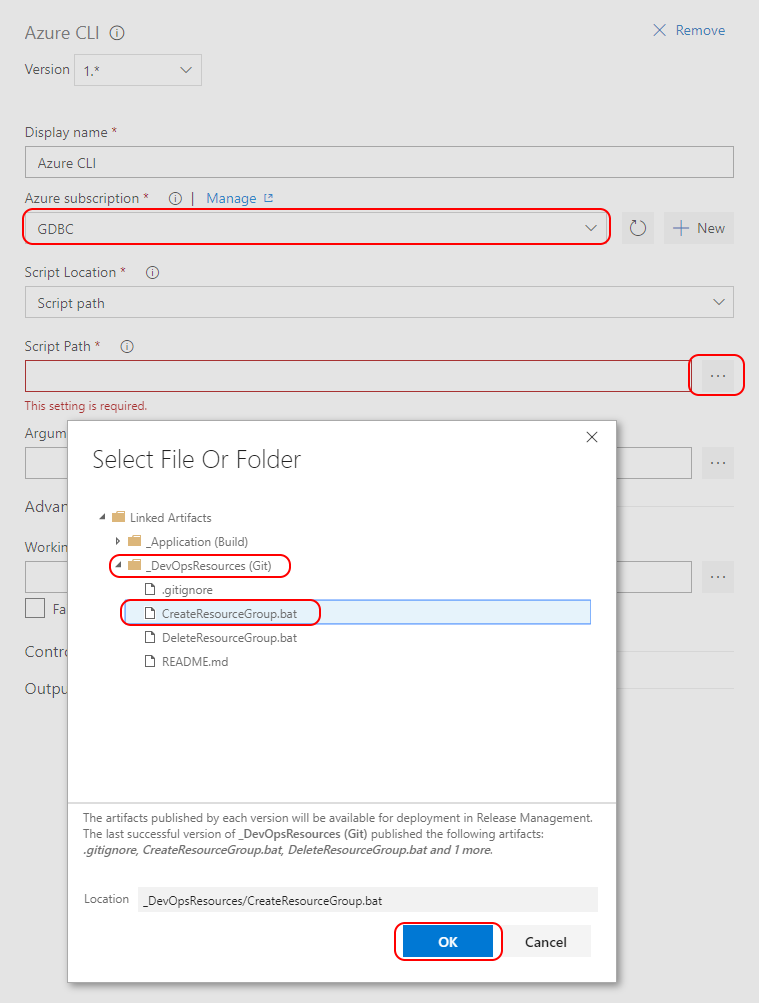 Azure CLI
Remove
Version 1.*
Display name *
Azure CLI
Azure subscription * | Manage
GDBC
New
Script Location *
Script path
Script Path *
...
This setting is required.
Argum
...
Select File Or Folder
Advan
Linked Artifacts
_Application (Build)
Workin
_DevOpsResources (Git)
...
.gitignore
Fa
CreateResourceGroup.bat
DeleteResourceGroup.bat
Contro
README.md
Outpu
The artifacts published by each version will be available for deployment in Release Management.
The last successful version of _DevOpsResources (Git) published the following artifacts:
.gitignore, CreateResourceGroup.bat, DeleteResourceGroup.bat and 1 more.
Location _DevOpsResources/CreateResourceGroup.bat
OK
Cancel